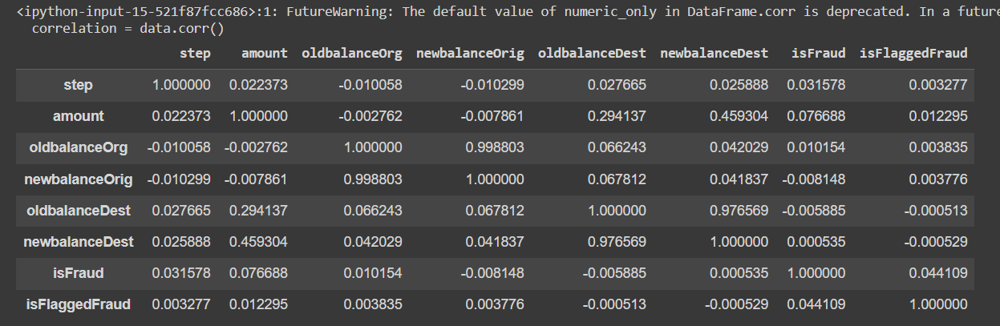 <ipython-input-15-521f87fcc686>:1: FutureWarning: The default value of numeric_only in DataFrame.corr is deprecated. In a future
correlation = data.corr()
step amount oldbalanceOrg newbalanceOrig oldbalanceDest newbalanceDest isFraud isFlaggedFraud
step 1.000000 0.022373 -0.010058 -0.010299 0.027665 0.025888 0.031578 0.003277
amount 0.022373 1.000000 -0.002762 -0.007861 0.294137 0.459304 0.076688 0.012295
oldbalanceOrg -0.010058 -0.002762 1.000000 0.998803 0.066243 0.042029 0.010154 0.003835
newbalanceOrig -0.010299 -0.007861 0.998803 1.000000 0.067812 0.041837 -0.008148 0.003776
oldbalanceDest 0.027665 0.294137 0.066243 0.067812 1.000000 0.976569 -0.005885 -0.000513
newbalanceDest 0.025888 0.459304 0.042029 0.041837 0.976569 1.000000 0.000535 -0.000529
isFraud 0.031578 0.076688 0.010154 -0.008148 -0.005885 0.000535 1.000000 0.044109
isFlaggedFraud 0.003277 0.012295 0.003835 0.003776 -0.000513 -0.000529 0.044109 1.000000